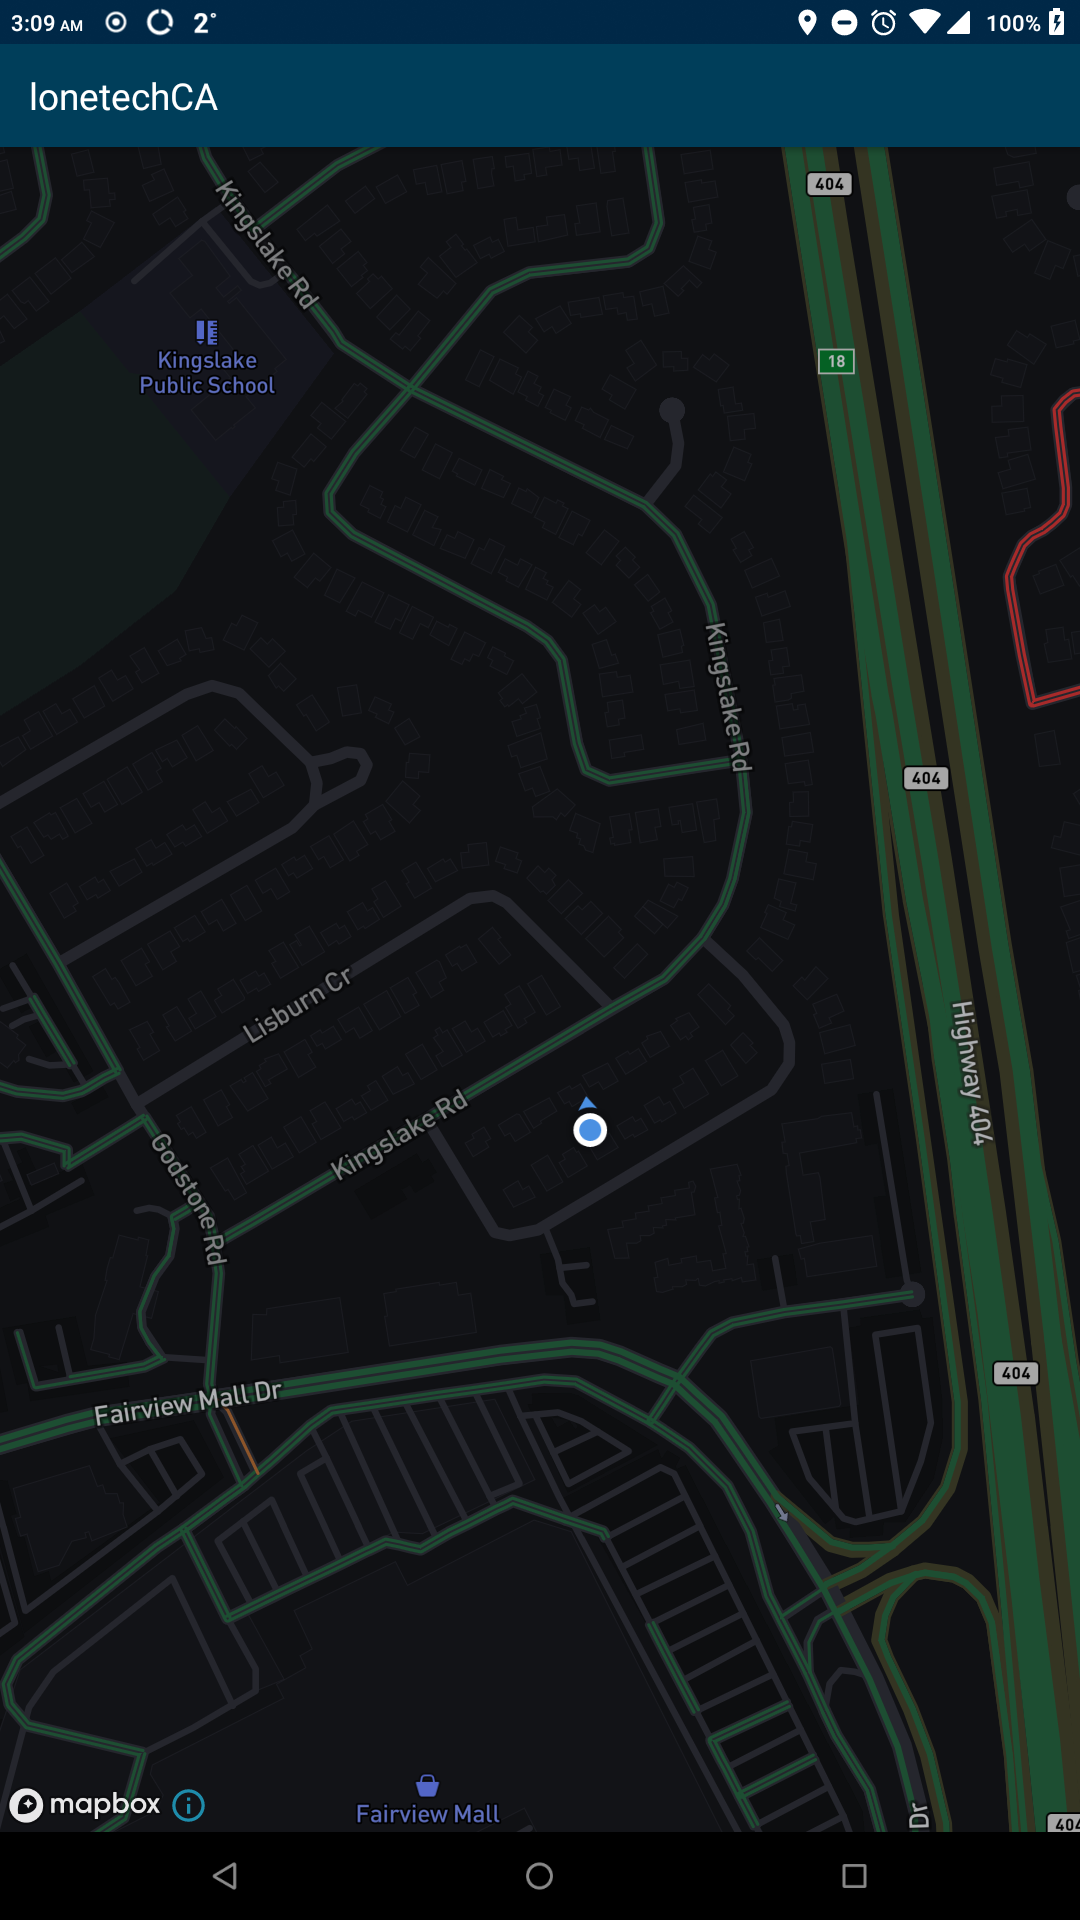 3:09 AM 2° 100%
lonetechCA
404
Kingslake Rd
Kingslake
Public School
18
Kingslake Rd
404
Lisburn Cr
Highway 404
Kingslake Rd
Godstone Rd
404
Fairview Mall Dr
mapbox
Fairview Mall
Dr
404